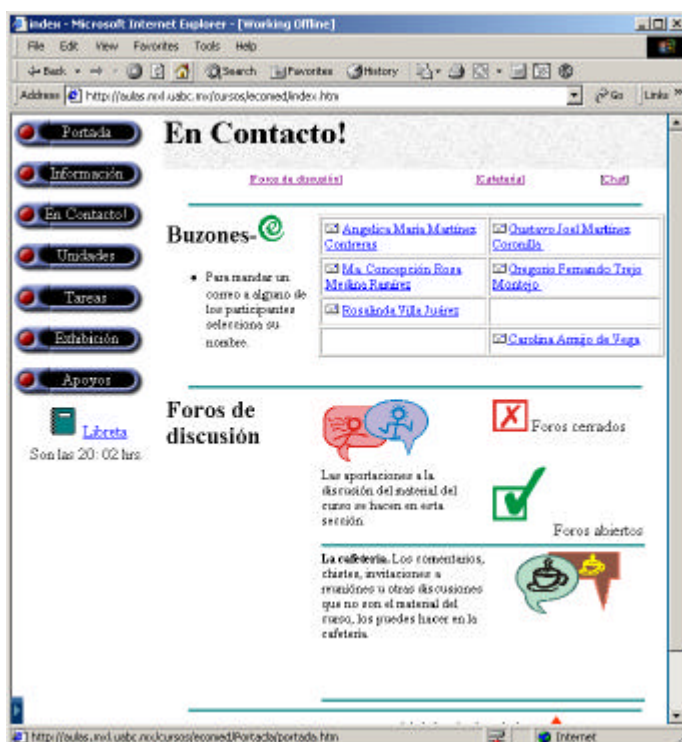 index - Microsoft Internet Explorer - [Working Offline]
File Edit View Favorites Tools Help
Back Search Favorites History
Address http://aulas.mxl.uabc.mx/cursos/ecomed/index.htm Go Links
Portada
Información
En Contacto!
Unidades
Tareas
Exhibición
Apoyos
Libreta
Son las 20: 02 hrs.
En Contacto!
[Foros de discusión] [Cafetería] [Chat]
Buzones-
• Para mandar un
correo a alguno de
los participantes
selecciona su
nombre.
Angelica María Martínez
Contreras
Gustavo Joel Martínez
Coronilla
Ma. Concepción Rosa
Medina Ramírez
Gregorio Fernando Trejo
Montejo
Rosalinda Villa Juárez
Carolina Armijo de Vega
Foros de
discusión
Las aportaciones a la
discusión del material del
curso se hacen en esta
sección.
Foros cerrados
Foros abiertos
La cafetería. Los comentarios,
chistes, invitaciones a
reuniónes u otras discusiones
que no son el material del
curso, los puedes hacer en la
cafetería.
http://aulas.mxl.uabc.mx/cursos/ecomed/Portada/portada.htm Internet